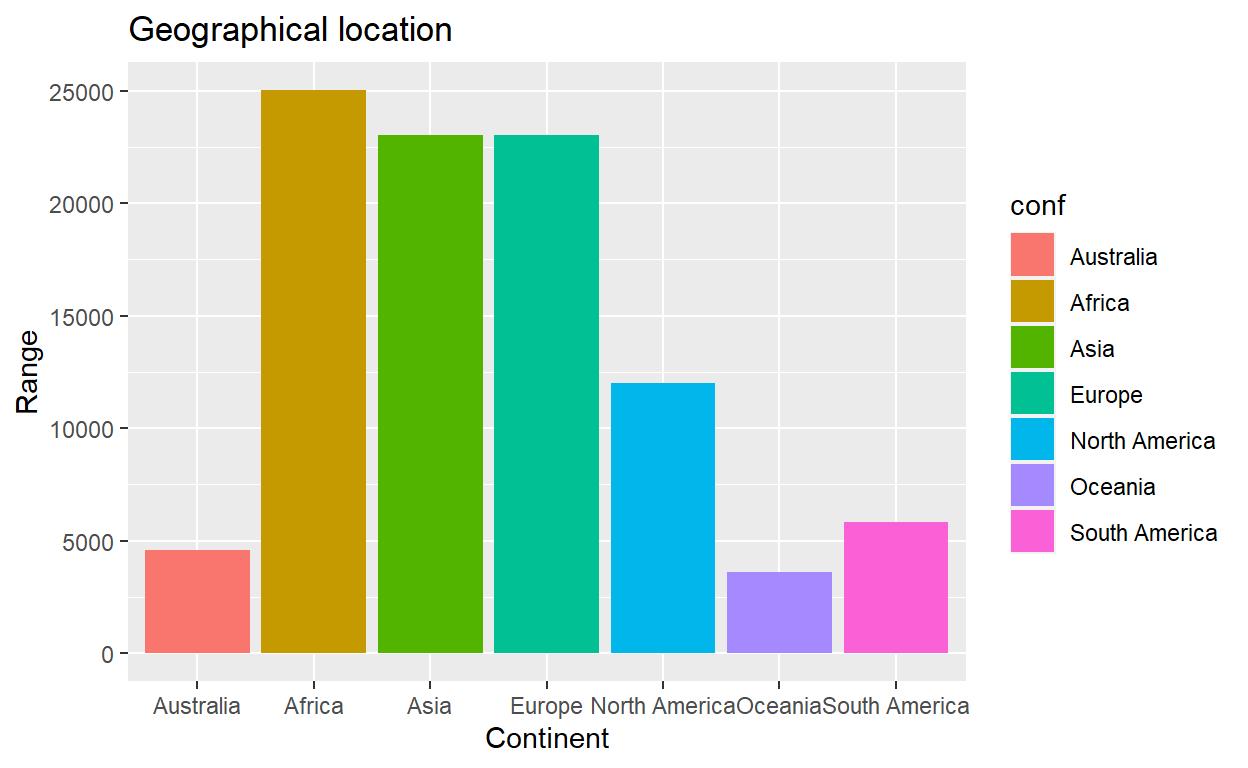 Geographical location
25000
20000
15000
10000
5000
0
Range
Australia Africa Asia Europe North America Oceania South America
Continent
conf
Australia
Africa
Asia
Europe
North America
Oceania
South America